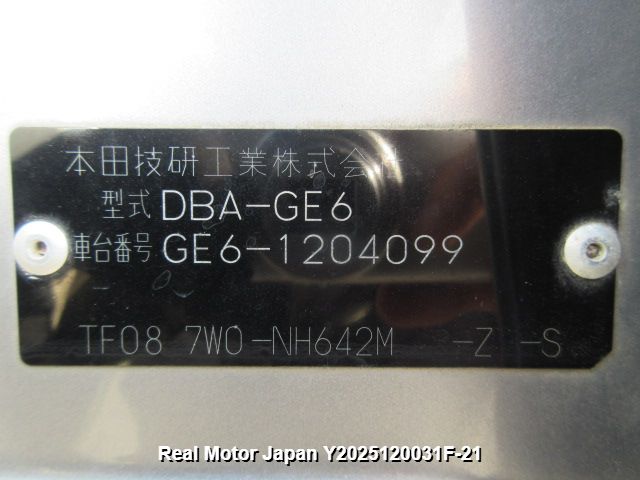 本田技研工業株式会社
型式 DBA-GE6
車台番号 GE6-1204099
TF08 7W0-NH642M -Z -S
Real Motor Japan Y2025120031F-21